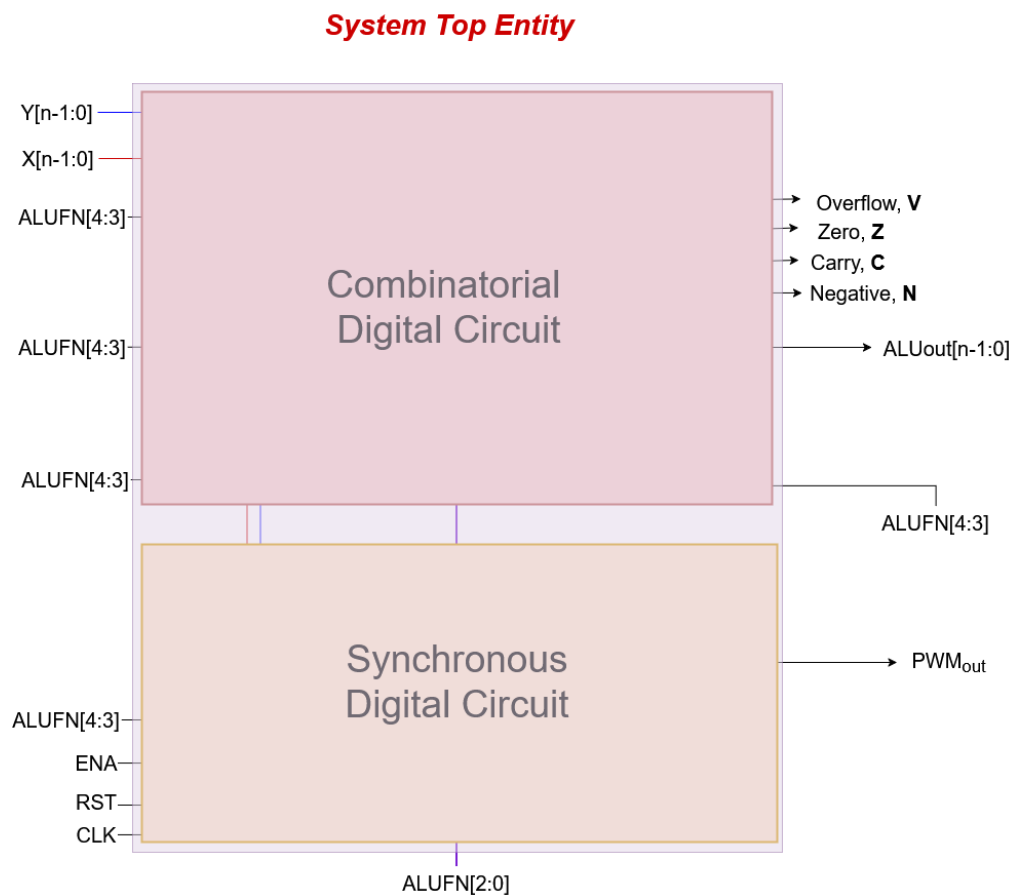 System Top Entity
Y[n-1:0]
X[n-1:0]
ALUFN[4:3]
Overflow, V
Zero, Z
Carry, C
Negative, N
Combinatorial
Digital Circuit
ALUFN[4:3]
ALUout[n-1:0]
ALUFN[4:3]
ALUFN[4:3]
Synchronous
Digital Circuit
PWMout
ALUFN[4:3]
ENA
RST
CLK
ALUFN[2:0]